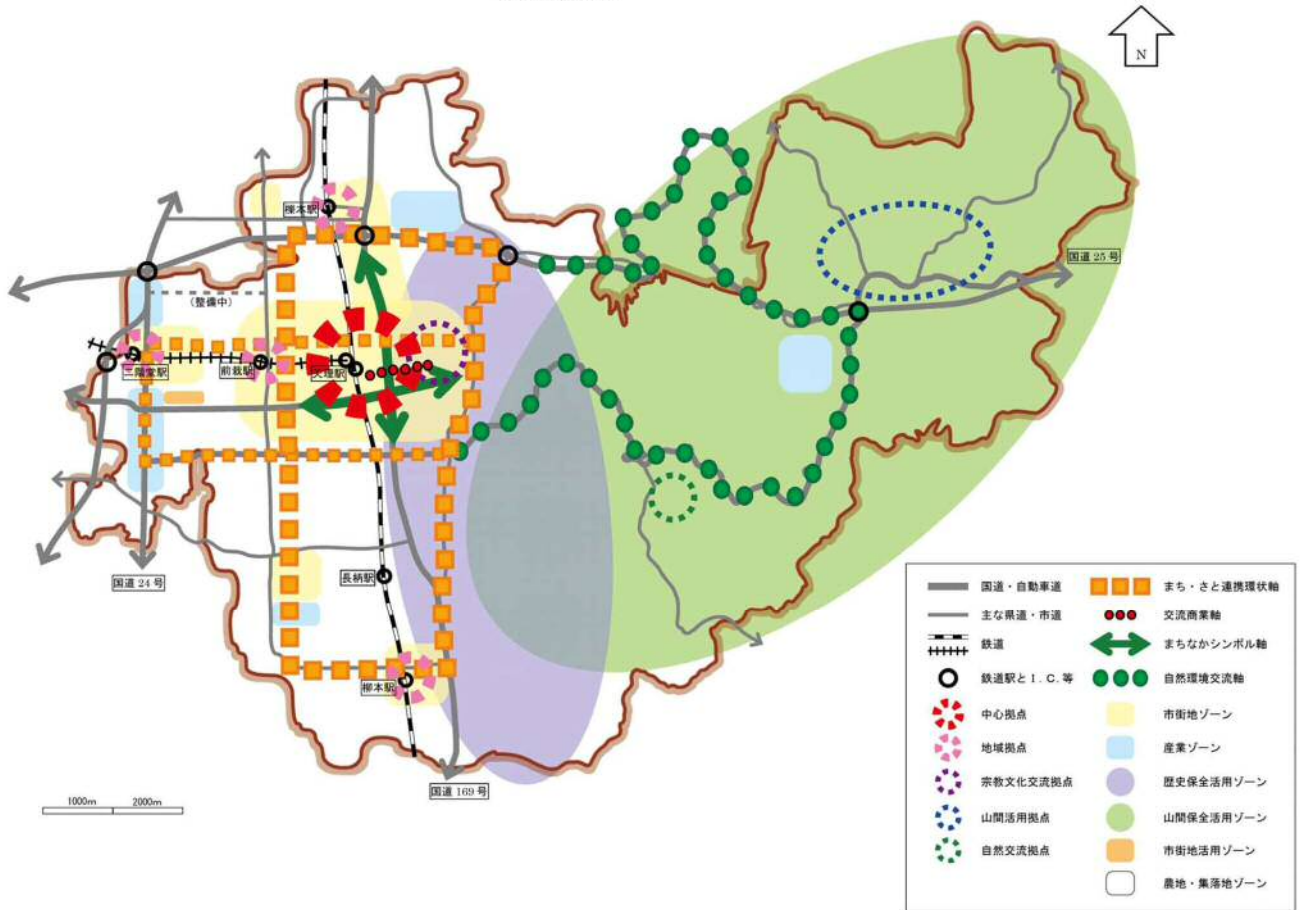 N
櫟本駅
国道 25 号
(整備中)
二階堂駅
前栽駅
天理駅
国道 24 号
長柄駅
柳本駅
国道 169 号
1000m 2000m
国道・自動車道
主な県道・市道
鉄道
鉄道駅とI.C.等
中心拠点
地域拠点
宗教文化交流拠点
山間活用拠点
自然交流拠点
まち・さと連携環状軸
交流商業軸
まちなかシンボル軸
自然環境交流軸
市街地ゾーン
産業ゾーン
歴史保全活用ゾーン
山間保全活用ゾーン
市街地活用ゾーン
農地・集落地ゾーン